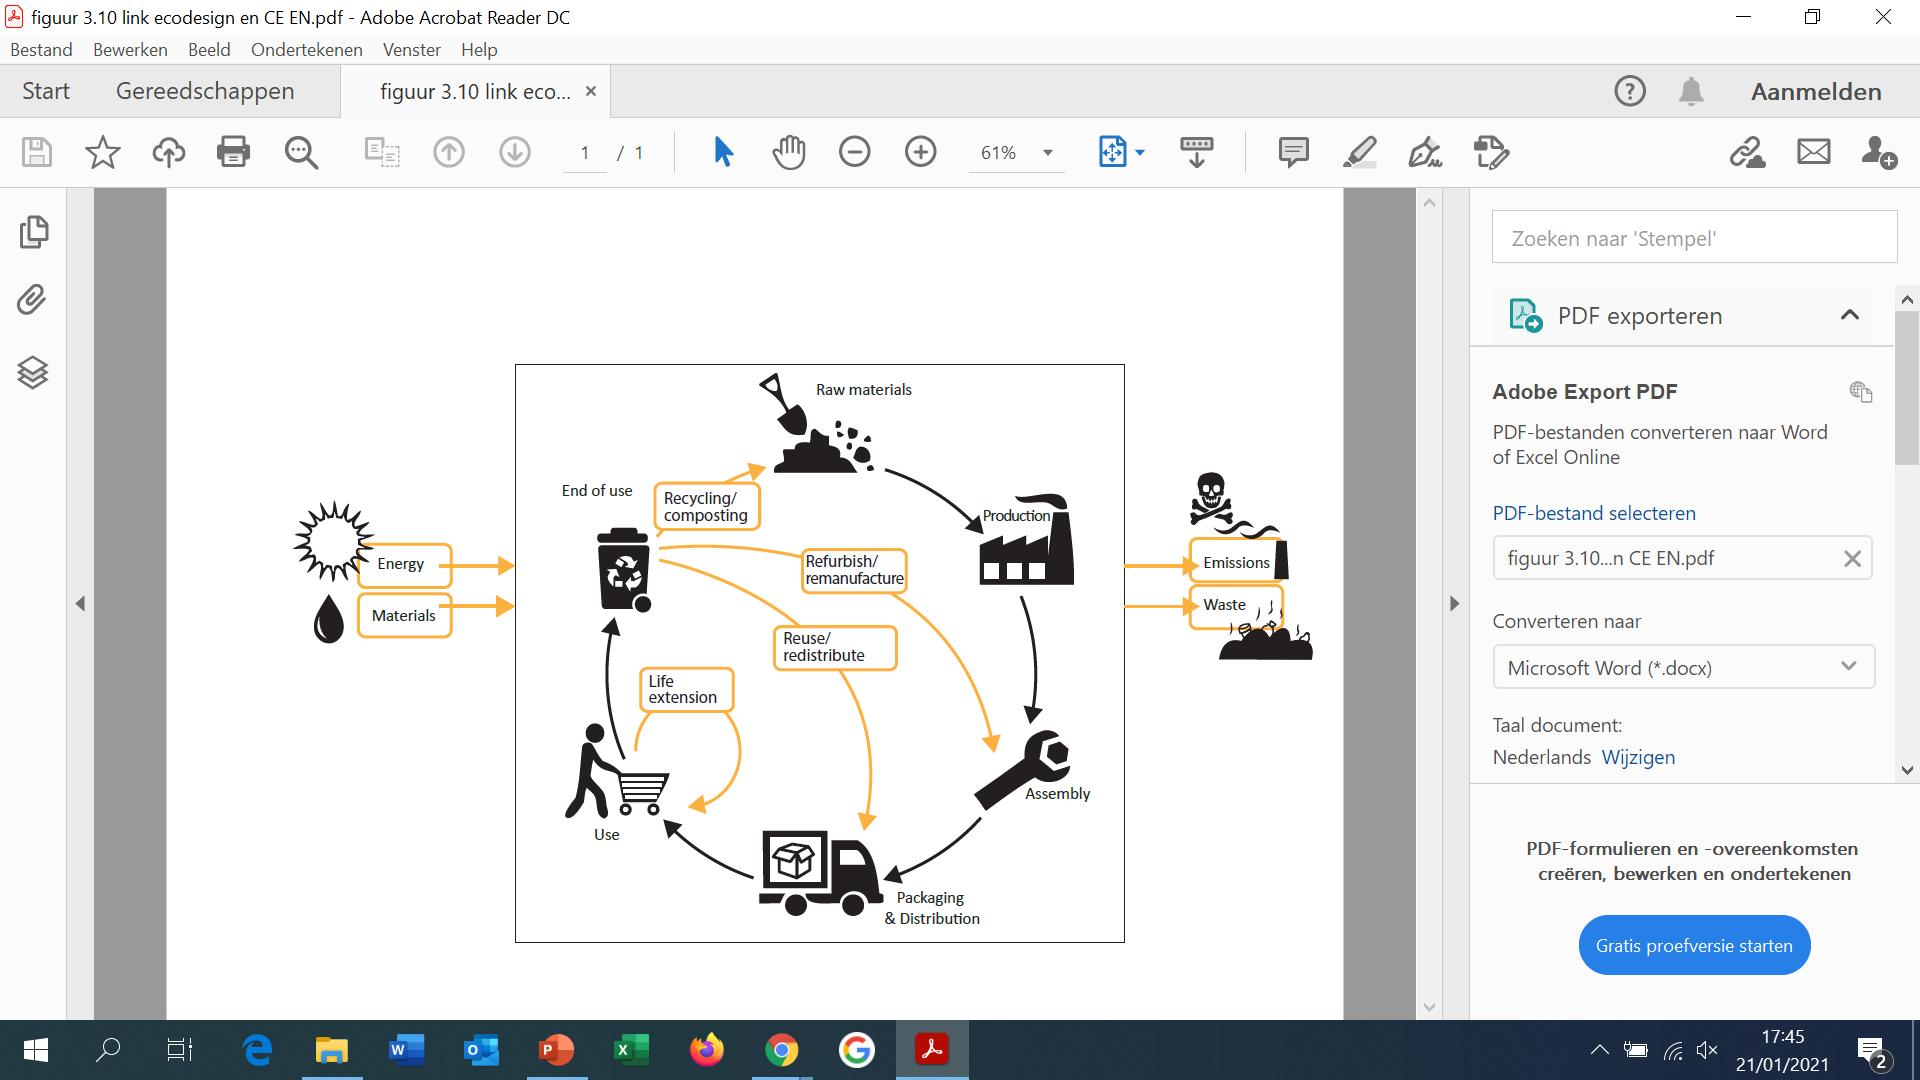 figuur 3.10 link ecodesign en CE EN.pdf - Adobe Acrobat Reader DC
Bestand Bewerken Beeld Ondertekenen Venster Help
Start Gereedschappen figuur 3.10 link eco... × Aanmelden
1 / 1 61%
Zoeken naar 'Stempel'
PDF exporteren
Adobe Export PDF
PDF-bestanden converteren naar Word
of Excel Online
PDF-bestand selecteren
figuur 3.10...n CE EN.pdf
Converteren naar
Microsoft Word (*.docx)
Taal document:
Nederlands Wijzigen
PDF-formulieren en -overeenkomsten
creëren, bewerken en ondertekenen
Gratis proefversie starten
Raw materials
End of use
Recycling/
composting
Production
Refurbish/
remanufacture
Reuse/
redistribute
Life
extension
Use
Assembly
Packaging
& Distribution
Energy
Materials
Emissions
Waste
17:45
21/01/2021
2